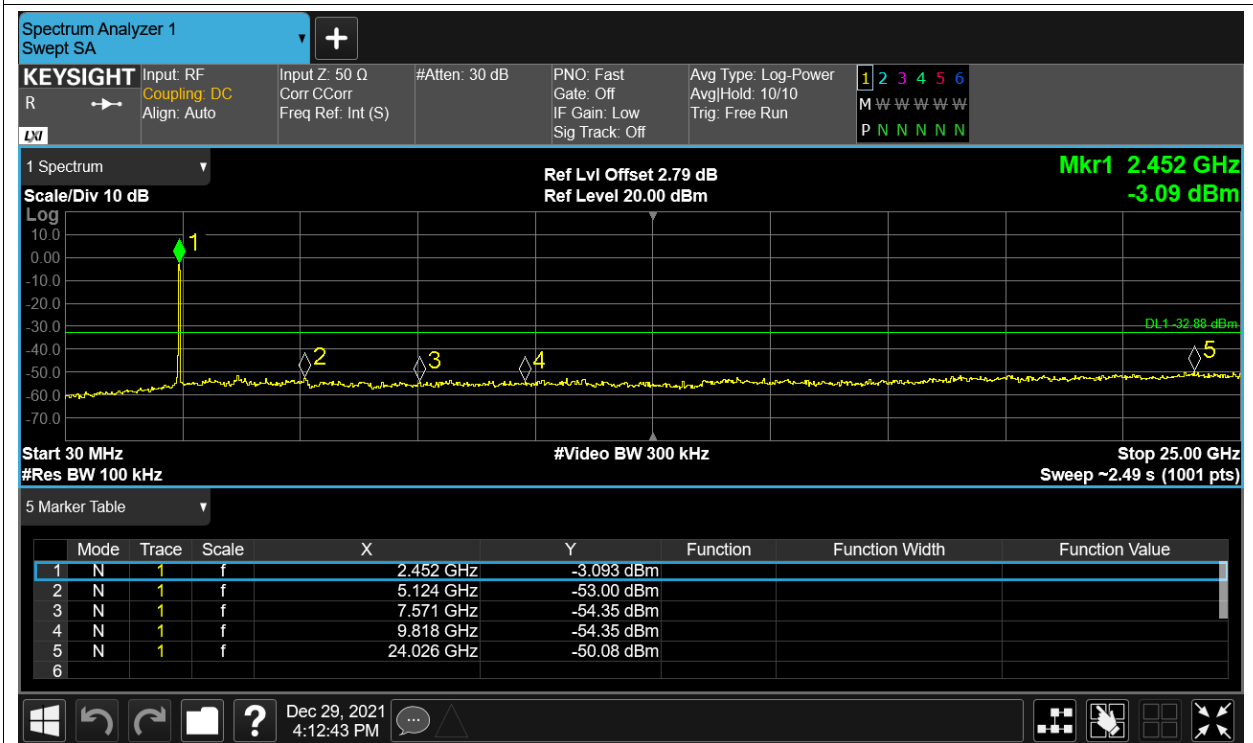 Spectrum Analyzer 1
Swept SA
KEYSIGHT Input: RF Input Z: 50 Ω #Atten: 30 dB PNO: Fast Avg Type: Log-Power 1 2 3 4 5 6
R Coupling: DC Corr CCorr Gate: Off Avg|Hold: 10/10 M W W W W W
Align: Auto Freq Ref: Int (S) IF Gain: Low Trig: Free Run
LXI Sig Track: Off P N N N N N
1 Spectrum Ref Lvl Offset 2.79 dB Mkr1 2.452 GHz
Scale/Div 10 dB Ref Level 20.00 dBm -3.09 dBm
Log
10.0
1
0.00
-10.0
-20.0
-30.0 DL1 -32.88 dBm
-40.0
2 3 4 5
-50.0
-60.0
-70.0
Start 30 MHz #Video BW 300 kHz Stop 25.00 GHz
#Res BW 100 kHz Sweep ~2.49 s (1001 pts)
5 Marker Table
Mode Trace Scale X Y Function Function Width Function Value
1 N 1 f 2.452 GHz -3.093 dBm
2 N 1 f 5.124 GHz -53.00 dBm
3 N 1 f 7.571 GHz -54.35 dBm
4 N 1 f 9.818 GHz -54.35 dBm
5 N 1 f 24.026 GHz -50.08 dBm
6
? Dec 29, 2021
4:12:43 PM